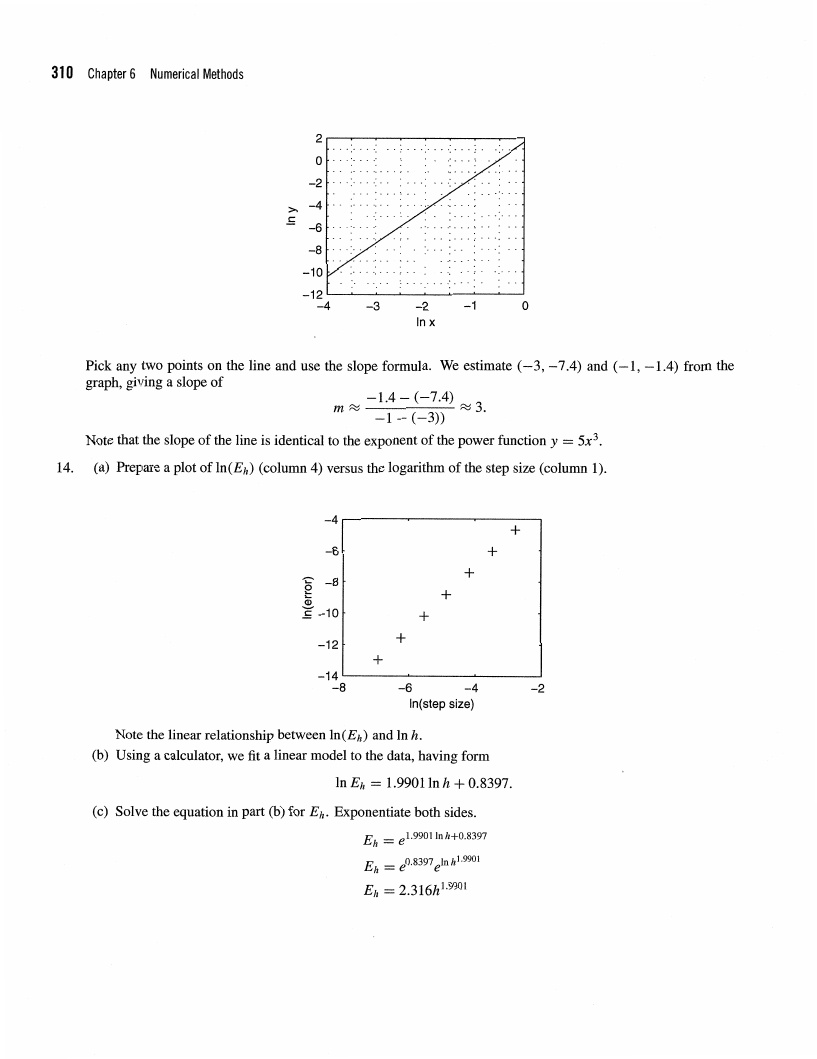 310 Chapter 6 Numerical Methods
2
0
−2
−4
−6
−8
−10
−12
ln y
−4 −3 −2 −1 0
ln x
Pick any two points on the line and use the slope formula. We estimate (−3, −7.4) and (−1, −1.4) from the
graph, giving a slope of
m ≈ \frac{−1.4 − (−7.4)}{−1 − (−3))} ≈ 3.
Note that the slope of the line is identical to the exponent of the power function y = 5x³.
14. (a) Prepare a plot of ln(E_h) (column 4) versus the logarithm of the step size (column 1).
−4
−6
−8
−10
−12
−14
ln(error)
−8 −6 −4 −2
ln(step size)
Note the linear relationship between ln(E_h) and ln h.
(b) Using a calculator, we fit a linear model to the data, having form
ln E_h = 1.9901 ln h + 0.8397.
(c) Solve the equation in part (b) for E_h. Exponentiate both sides.
E_h = e^{1.9901 ln h+0.8397}
E_h = e^{0.8397} e^{ln h^{1.9901}}
E_h = 2.316h^{1.9901}